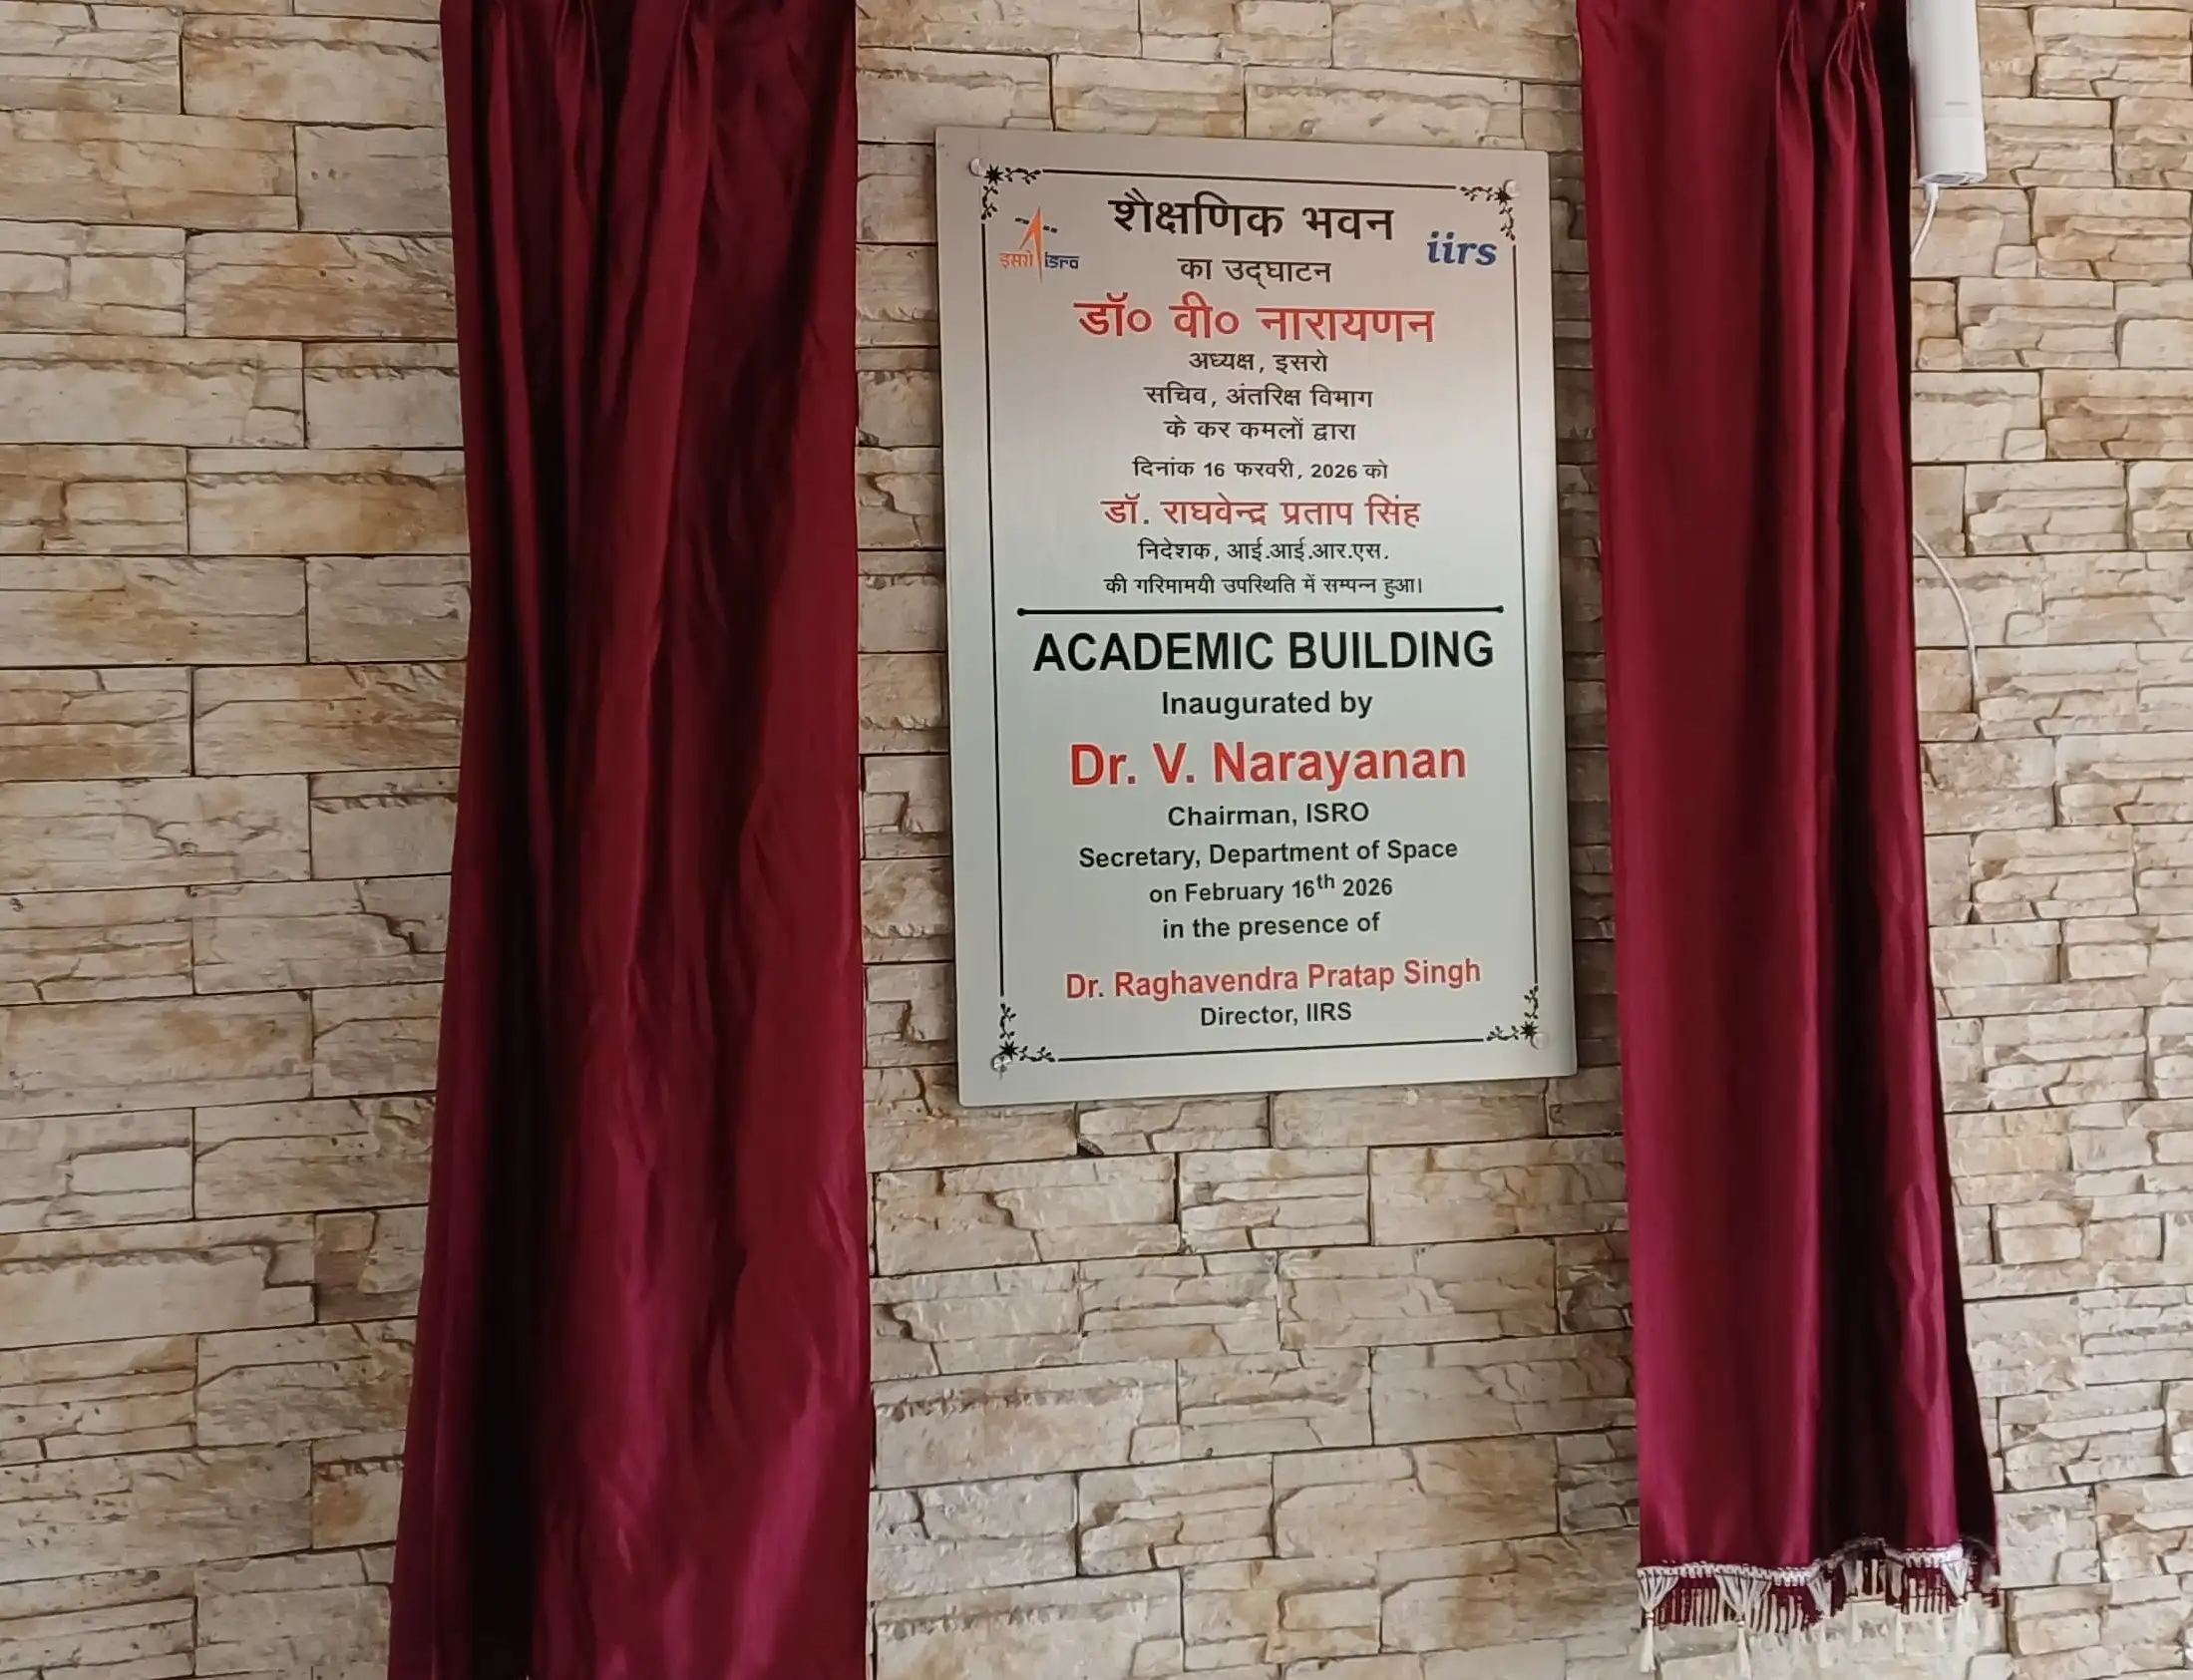 शैक्षणिक भवन
इसरो isro
iirs
का उद्घाटन
डॉ० वी० नारायणन
अध्यक्ष, इसरो
सचिव, अंतरिक्ष विभाग
के कर कमलों द्वारा
दिनांक 16 फरवरी, 2026 को
डॉ. राघवेन्द्र प्रताप सिंह
निदेशक, आई.आई.आर.एस.
की गरिमामयी उपस्थिति में सम्पन्न हुआ।
ACADEMIC BUILDING
Inaugurated by
Dr. V. Narayanan
Chairman, ISRO
Secretary, Department of Space
on February 16th 2026
in the presence of
Dr. Raghavendra Pratap Singh
Director, IIRS